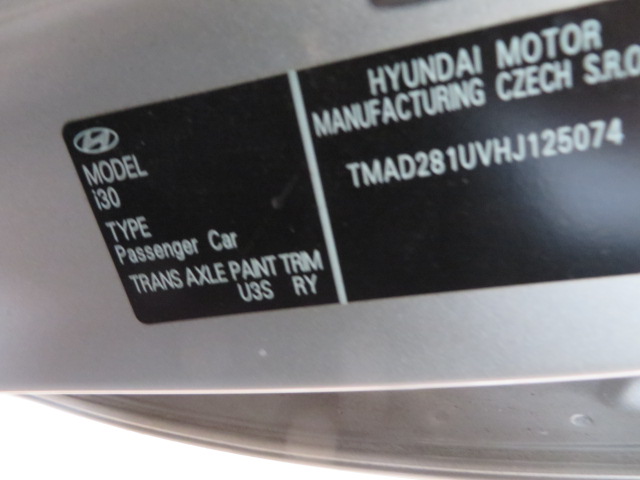 MODEL
i30
TYPE
Passenger Car
TRANS AXLE PAINT TRIM
U3S RY
HYUNDAI MOTOR
MANUFACTURING CZECH S.R.O
TMAD281UVHJ125074